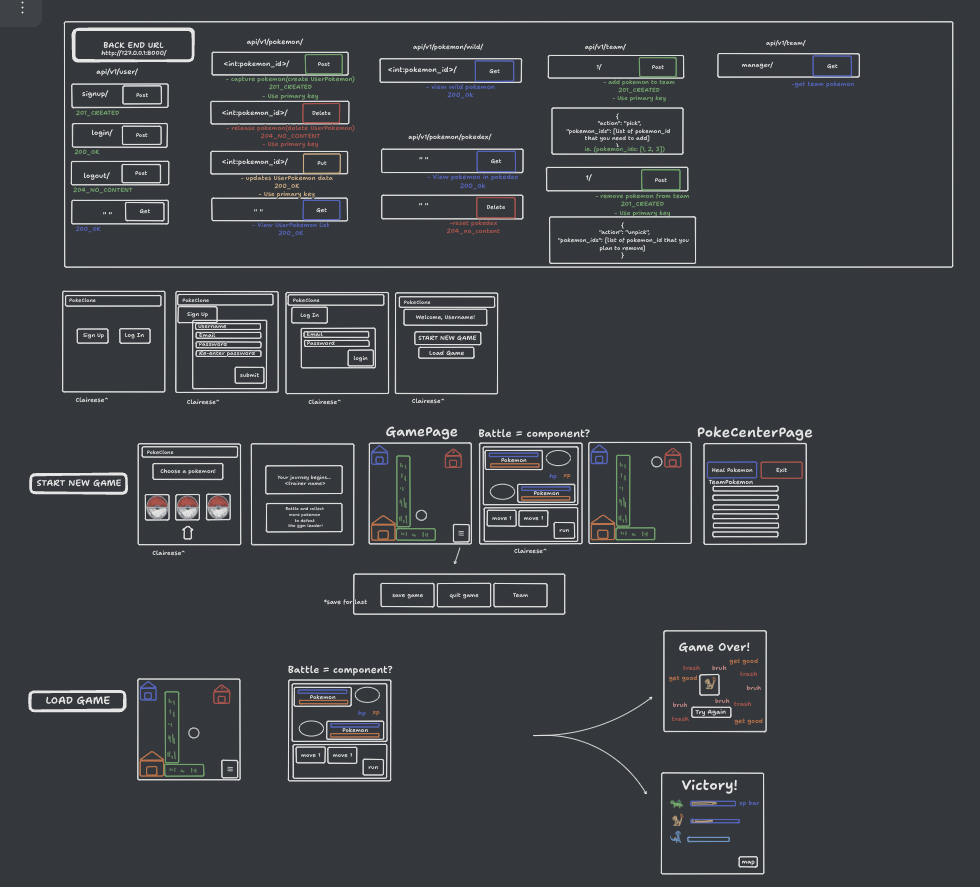 BACK END URL
http://127.0.0.1:8000/
api/v1/user/
signup/
Post
201_CREATED
login/
Post
200_OK
logout/
Post
204_NO_CONTENT
" "
Get
200_OK
api/v1/pokemon/
<int:pokemon_id>/
Post
- capture pokemon(create UserPokemon)
201_CREATED
- Use primary key
<int:pokemon_id>/
Delete
- release pokemon(delete UserPokemon)
204_NO_CONTENT
- Use primary key
<int:pokemon_id>/
Put
- updates UserPokemon data
200_OK
- Use primary key
" "
Get
- View UserPokemon list
200_OK
api/v1/pokemon/wild/
<int:pokemon_id>/
Get
- view wild pokemon
200_Ok
api/v1/pokemon/pokedex/
" "
Get
- View pokemon in pokedex
200_Ok
" "
Delete
-reset pokedex
204_no_content
api/v1/team/
1/
Post
- add pokemon to team
201_CREATED
- Use primary key
{
"action": "pick",
"pokemon_ids": [list of pokemon_id
that you need to add]
}
ie. {pokemon_ids: [1, 2, 3]}
1/
Post
- remove pokemon from team
201_CREATED
- Use primary key
{
"action": "unpick",
"pokemon_ids": [list of pokemon_id that you
plan to remove]
}
api/v1/team/
manager/
Get
-get team pokemon
PokeClone
Sign Up
Log In
Claireese^
PokeClone
Sign Up
Username
Email
Password
Re-enter password
submit
Claireese^
PokeClone
Log In
Email
Password
login
Claireese^
PokeClone
Welcome, Username!
START NEW GAME
Load Game
Claireese^
START NEW GAME
PokeClone
Choose a pokemon!
Claireese^
Your journey begins...
<trainer name>
Battle and collect
more pokemon
to defeat
the gym leader!
GamePage
Battle = component?
Pokemon
hp
xp
Pokemon
move 1
move 1
run
Claireese^
PokeCenterPage
Heal Pokemon
Exit
TeamPokemon
*save for last
save game
quit game
Team
LOAD GAME
Battle = component?
Pokemon
hp
xp
Pokemon
move 1
move 1
run
Game Over!
get good
trash
bruh
trash
get good
bruh
bruh
bruh
trash
Try Again
trash
get good
Victory!
xp bar
map